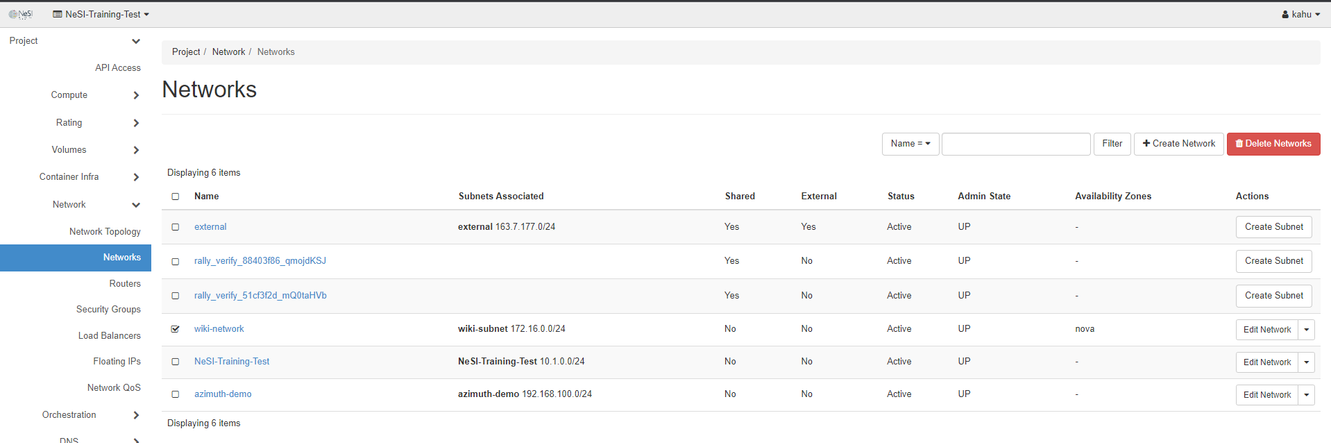 NeSI NeSI-Training-Test kahu
Project
API Access
Compute
Rating
Volumes
Container Infra
Network
Network Topology
Networks
Routers
Security Groups
Load Balancers
Floating IPs
Network QoS
Orchestration
DNS
Project / Network / Networks
Networks
Name = Filter + Create Network Delete Networks
Displaying 6 items
Name Subnets Associated Shared External Status Admin State Availability Zones Actions
external external 163.7.177.0/24 Yes Yes Active UP - Create Subnet
rally_verify_88403f86_qmojdKSJ Yes No Active UP - Create Subnet
rally_verify_51cf3f2d_mQ0taHVb Yes No Active UP - Create Subnet
wiki-network wiki-subnet 172.16.0.0/24 No No Active UP nova Edit Network
NeSI-Training-Test NeSI-Training-Test 10.1.0.0/24 No No Active UP - Edit Network
azimuth-demo azimuth-demo 192.168.100.0/24 No No Active UP - Edit Network
Displaying 6 items